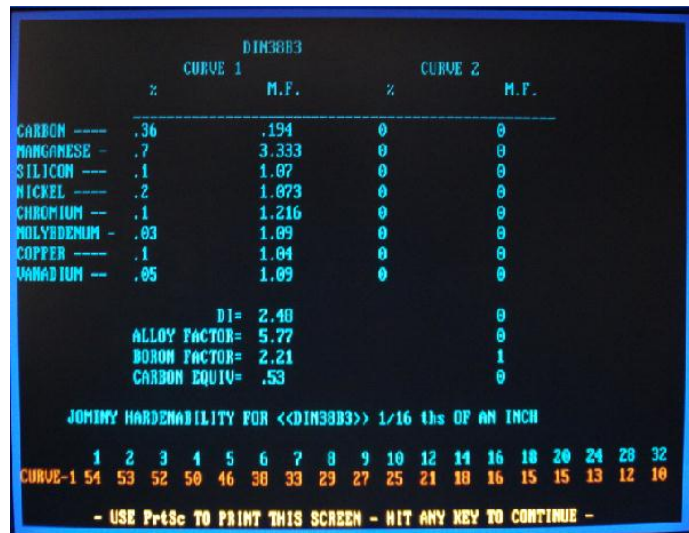 DIN38B3
CURVE 1 CURVE 2
% M.F. % M.F.
CARBON ---- .36 .194 0 0
MANGANESE - .7 3.333 0 0
SILICON --- .1 1.07 0 0
NICKEL ---- .2 1.073 0 0
CHROMIUM -- .1 1.216 0 0
MOLYBDENUM - .03 1.09 0 0
COPPER ---- .1 1.04 0 0
VANADIUM -- .05 1.09 0 0
DI= 2.48 0
ALLOY FACTOR= 5.77 0
BORON FACTOR= 2.21 1
CARBON EQUIV= .53 0
JOMINY HARDENABILITY FOR <<DIN38B3>> 1/16 ths OF AN INCH
1 2 3 4 5 6 7 8 9 10 12 14 16 18 20 24 28 32
CURVE-1 54 53 52 50 46 38 33 29 27 25 21 18 16 15 15 13 12 10
- USE PrtSc TO PRINT THIS SCREEN - HIT ANY KEY TO CONTINUE -